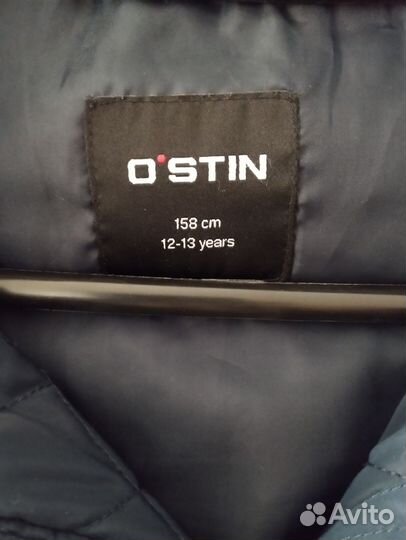 O'STIN
158 cm
12-13 years
Avito